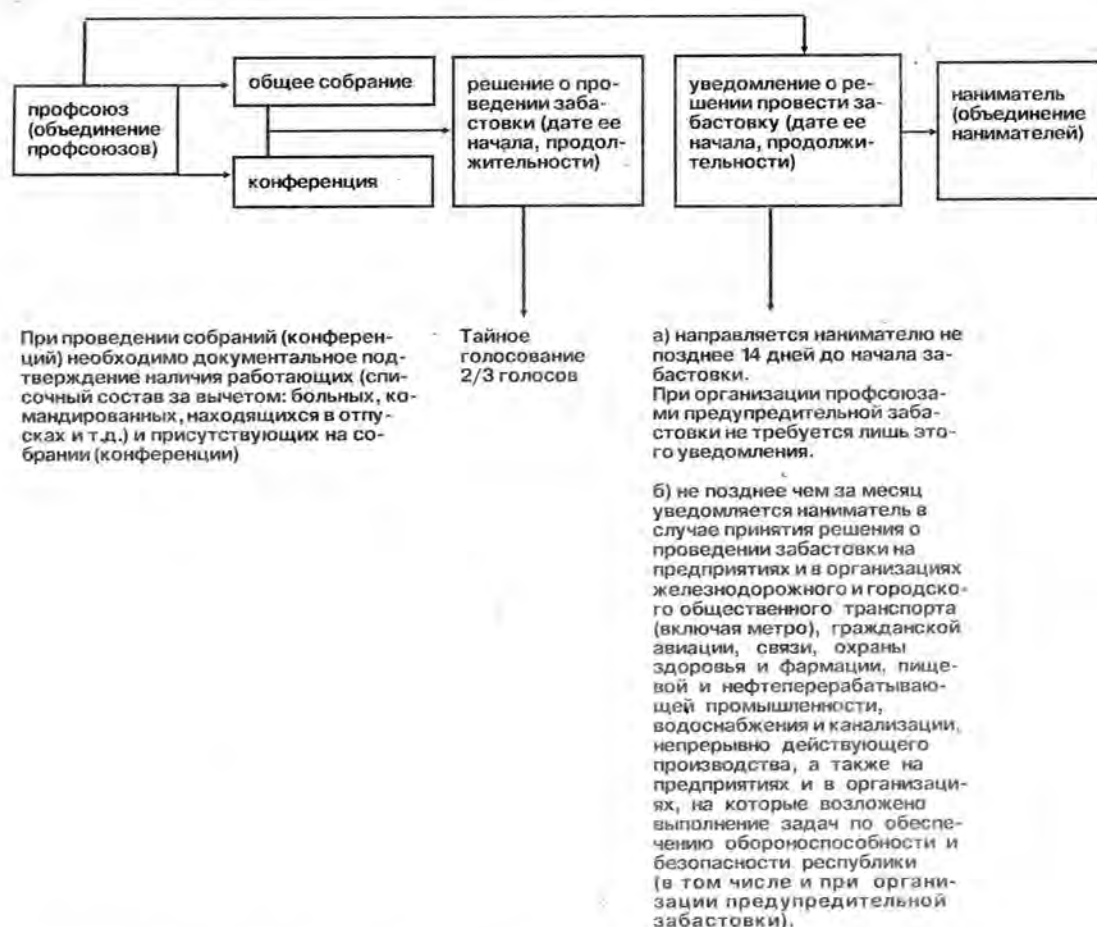 профсоюз
(объединение
профсоюзов)
общее собрание
конференция
решение о про-
ведении заба-
стовки (дате ее
начала, продол-
жительности)
уведомление о ре-
шении провести за-
бастовку (дате ее
начала, продолжи-
тельности)
наниматель
(объединение
нанимателей)
При проведении собраний (конферен-
ций) необходимо документальное под-
тверждение наличия работающих (спи-
сочный состав за вычетом: больных, ко-
мандированных, находящихся в отпу-
сках и т.д.) и присутствующих на со-
брании (конференции)
Тайное
голосование
2/3 голосов
а) направляется нанимателю не
позднее 14 дней до начала за-
бастовки.
При организации профсоюза-
ми предупредительной заба-
стовки не требуется лишь это-
го уведомления.
б) не позднее чем за месяц
уведомляется наниматель в
случае принятия решения о
проведении забастовки на
предприятиях и в организациях
железнодорожного и городско-
го общественного транспорта
(включая метро), гражданской
авиации, связи, охраны
здоровья и фармации, пище-
вой и нефтеперерабатываю-
щей промышленности,
водоснабжения и канализации,
непрерывно действующего
производства, а также на
предприятиях и в организаци-
ях, на которые возложено
выполнение задач по обеспе-
чению обороноспособности и
безопасности республики
(в том числе и при органи-
зации предупредительной
забастовки).